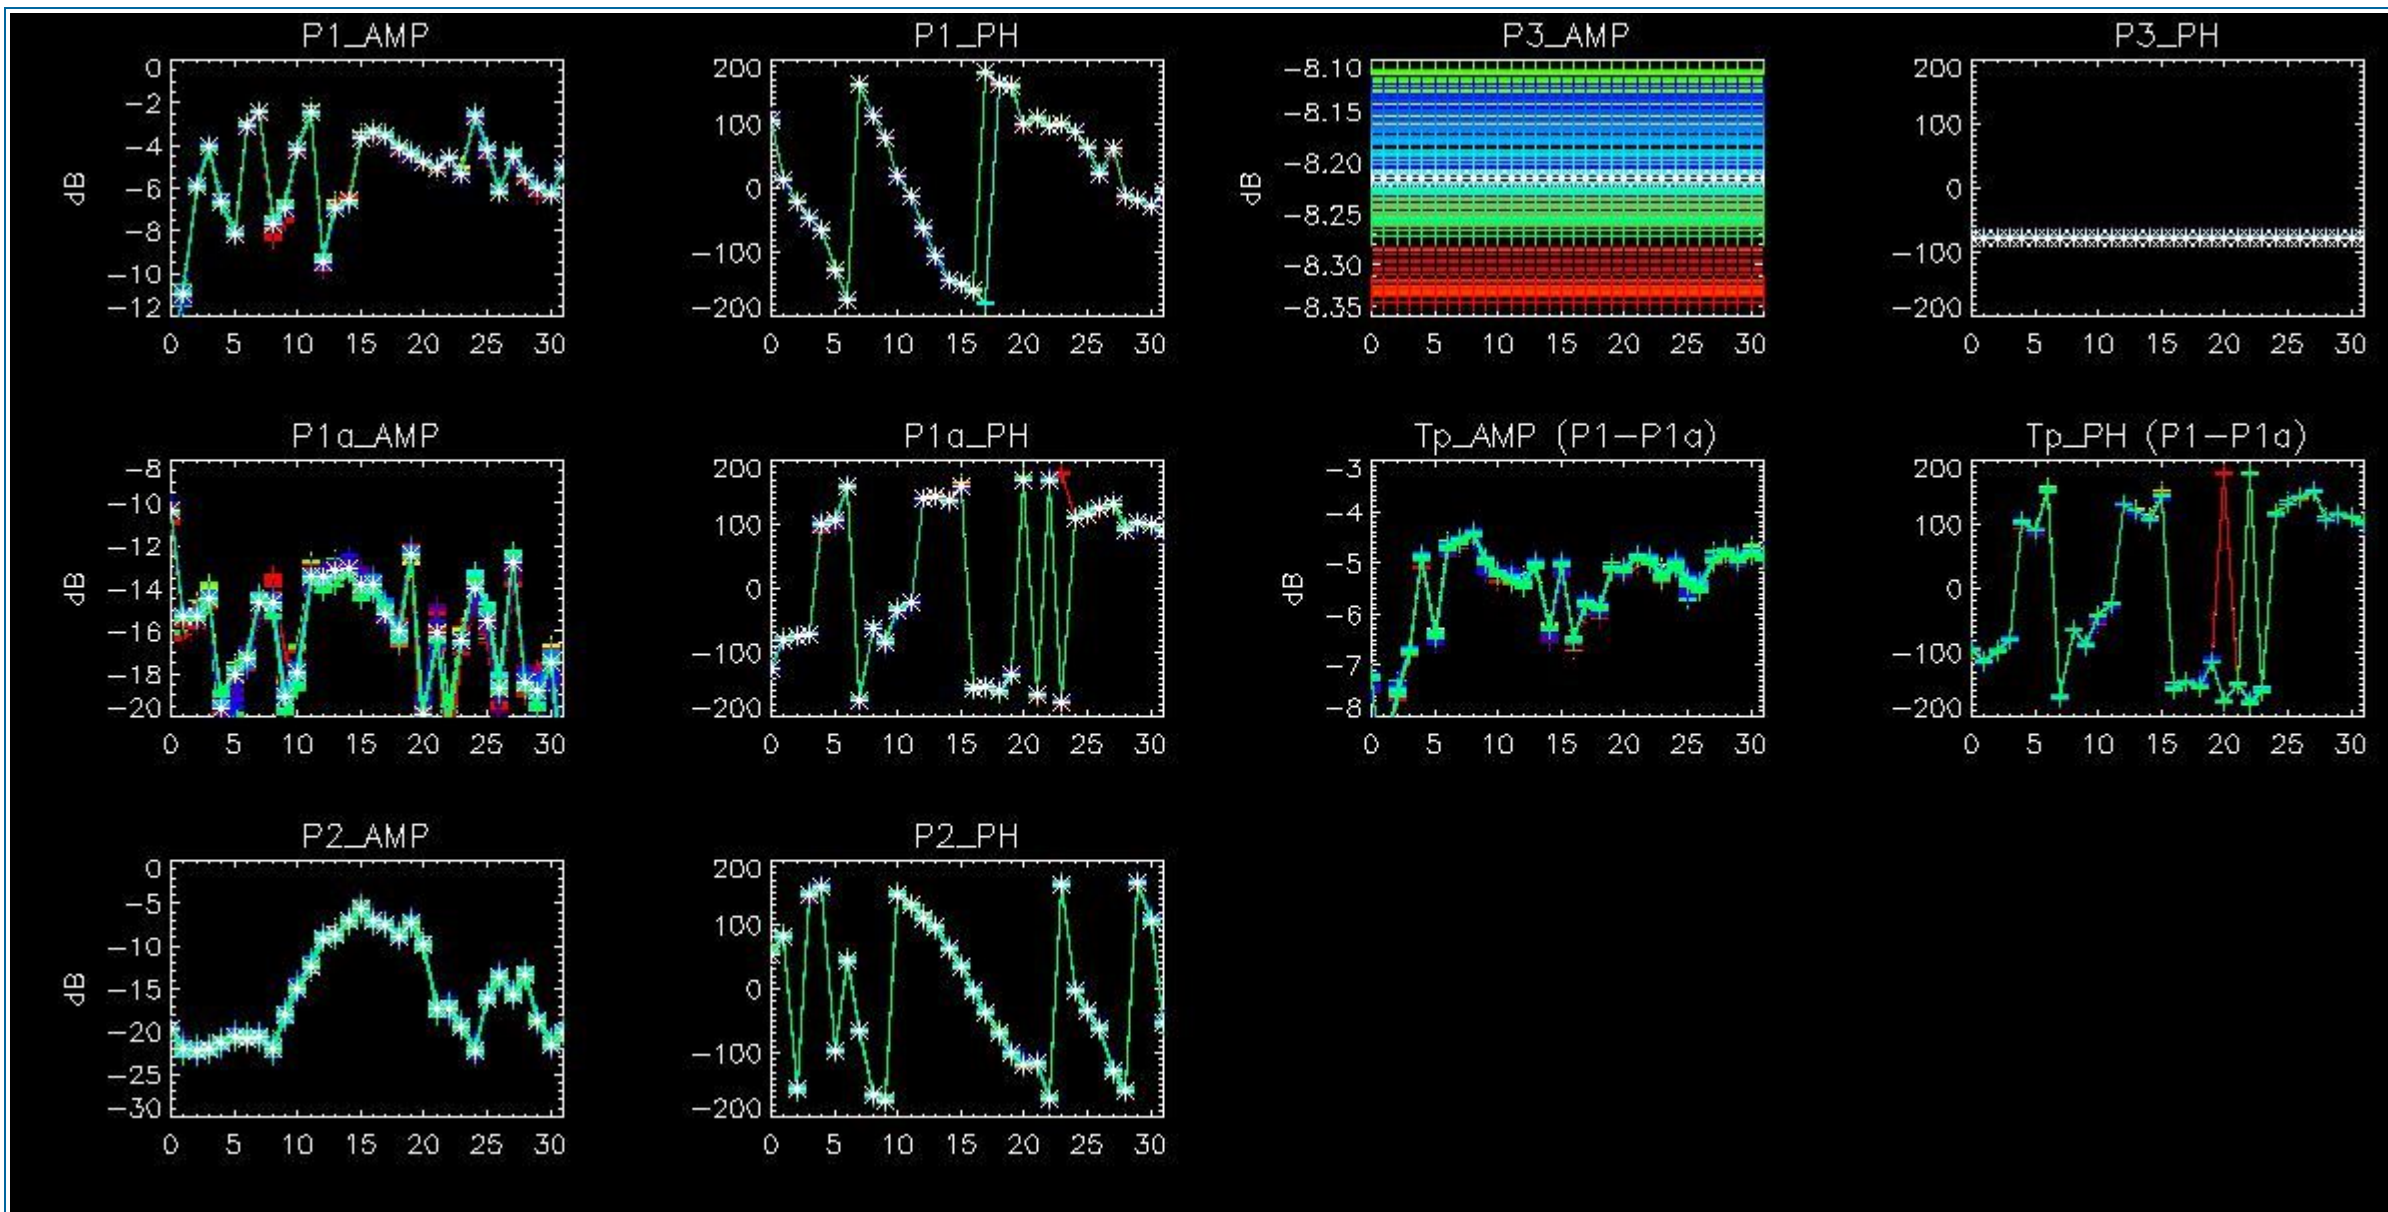 P1_AMP
0
−2
−4
−6
−8
−10
−12
dB
0 5 10 15 20 25 30
P1_PH
200
100
0
−100
−200
0 5 10 15 20 25 30
P3_AMP
−8.10
−8.15
−8.20
−8.25
−8.30
−8.35
dB
0 5 10 15 20 25 30
P3_PH
200
100
0
−100
−200
0 5 10 15 20 25 30
P1a_AMP
−8
−10
−12
−14
−16
−18
−20
dB
0 5 10 15 20 25 30
P1a_PH
200
100
0
−100
−200
0 5 10 15 20 25 30
Tp_AMP (P1−P1a)
−3
−4
−5
−6
−7
−8
dB
0 5 10 15 20 25 30
Tp_PH (P1−P1a)
200
100
0
−100
−200
0 5 10 15 20 25 30
P2_AMP
0
−5
−10
−15
−20
−25
−30
dB
0 5 10 15 20 25 30
P2_PH
200
100
0
−100
−200
0 5 10 15 20 25 30